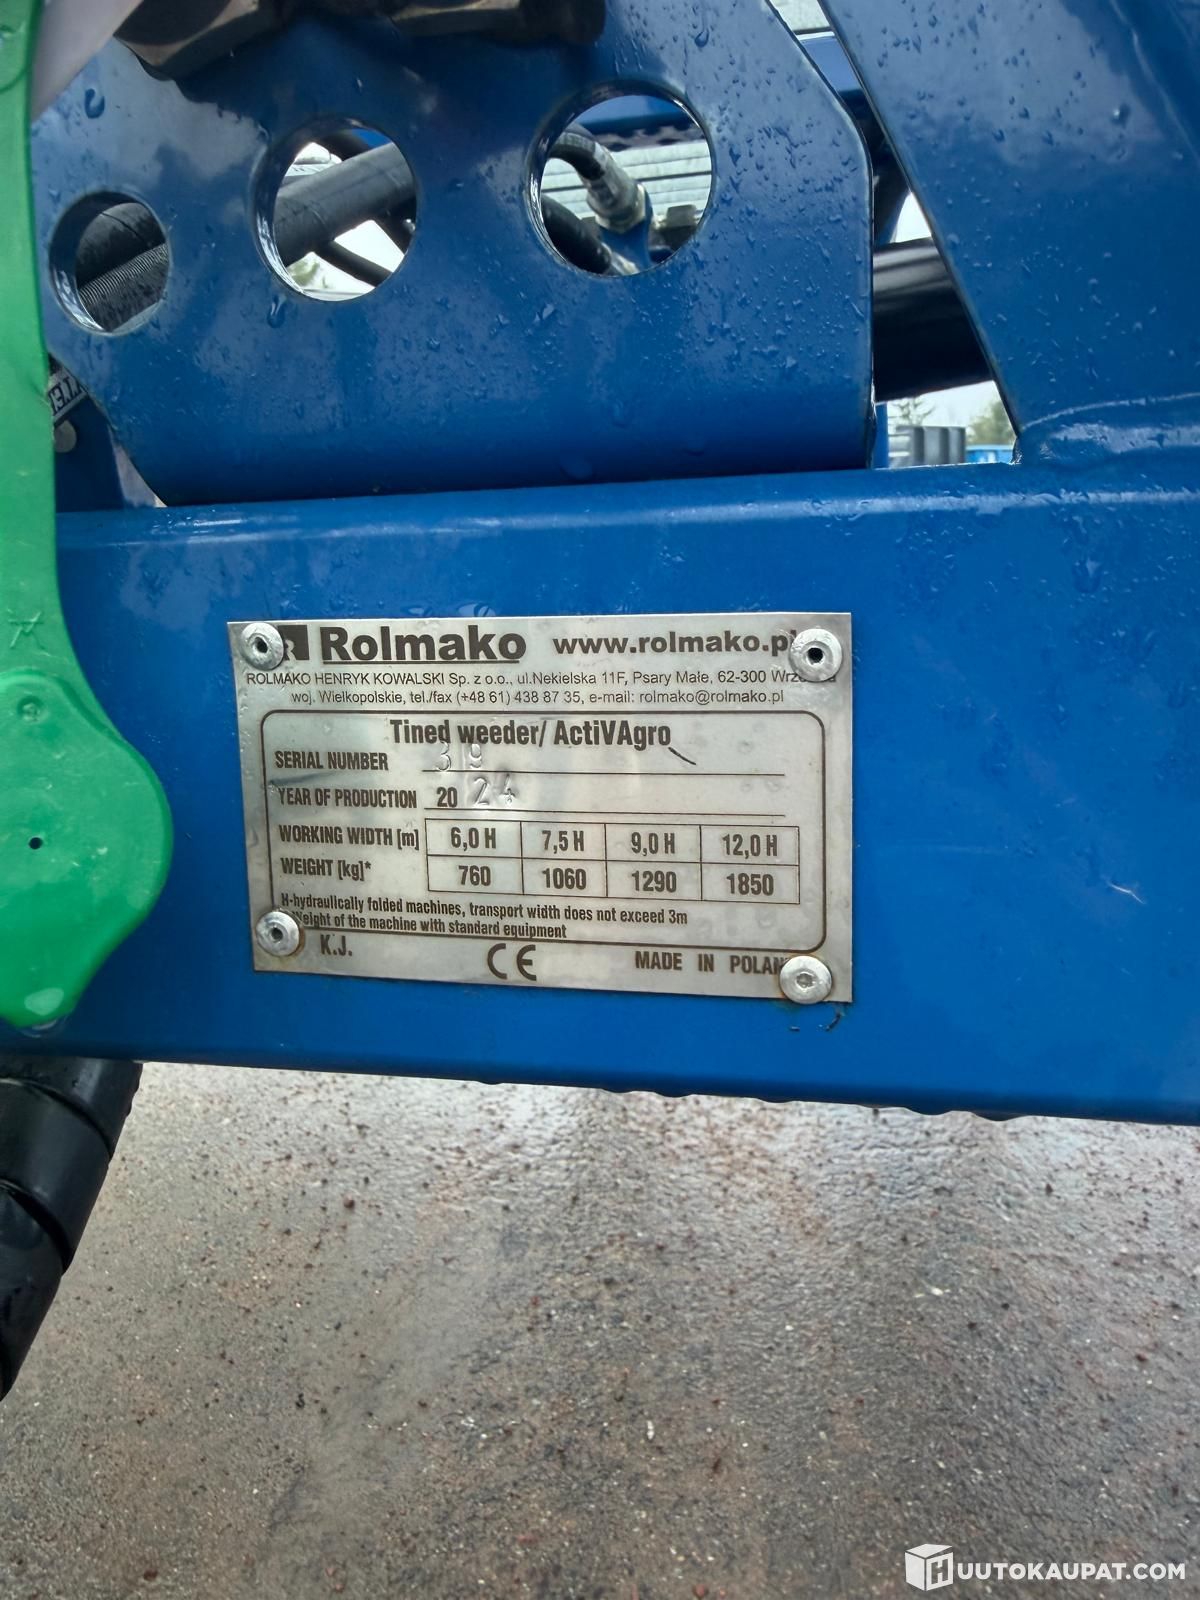 R Rolmako www.rolmako.pl
ROLMAKO HENRYK KOWALSKI Sp. z o.o., ul.Nekielska 11F, Psary Małe, 62-300 Września
woj. Wielkopolskie, tel./fax (+48 61) 438 87 35, e-mail: rolmako@rolmako.pl
Tined weeder/ ActiVAgro
SERIAL NUMBER 319
YEAR OF PRODUCTION 20 24
WORKING WIDTH [m] 6,0 H 7,5 H 9,0 H 12,0 H
WEIGHT [kg]* 760 1060 1290 1850
H-hydraulically folded machines, transport width does not exceed 3m
Weight of the machine with standard equipment
K.J. CE MADE IN POLAND
HUUTOKAUPAT.COM